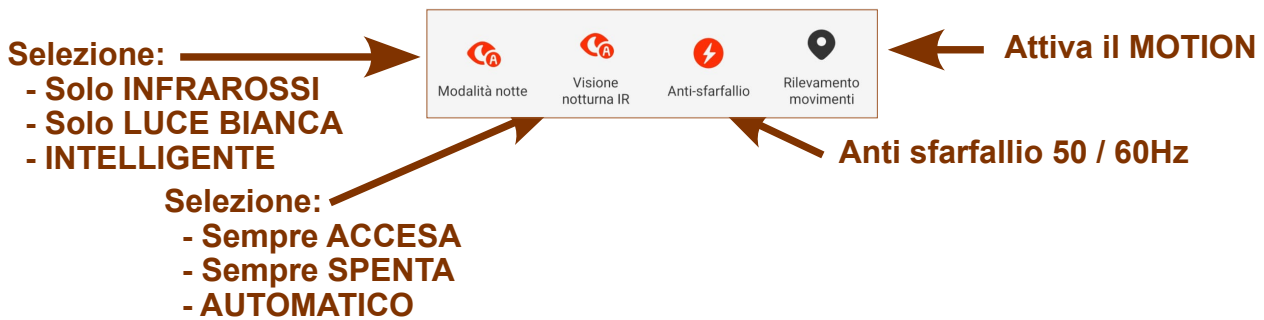 Selezione:
- Solo INFRAROSSI
- Solo LUCE BIANCA
- INTELLIGENTE
Modalità notte
Visione
notturna IR
Anti-sfarfallio
Rilevamento
movimenti
Attiva il MOTION
Anti sfarfallio 50 / 60Hz
Selezione:
- Sempre ACCESA
- Sempre SPENTA
- AUTOMATICO